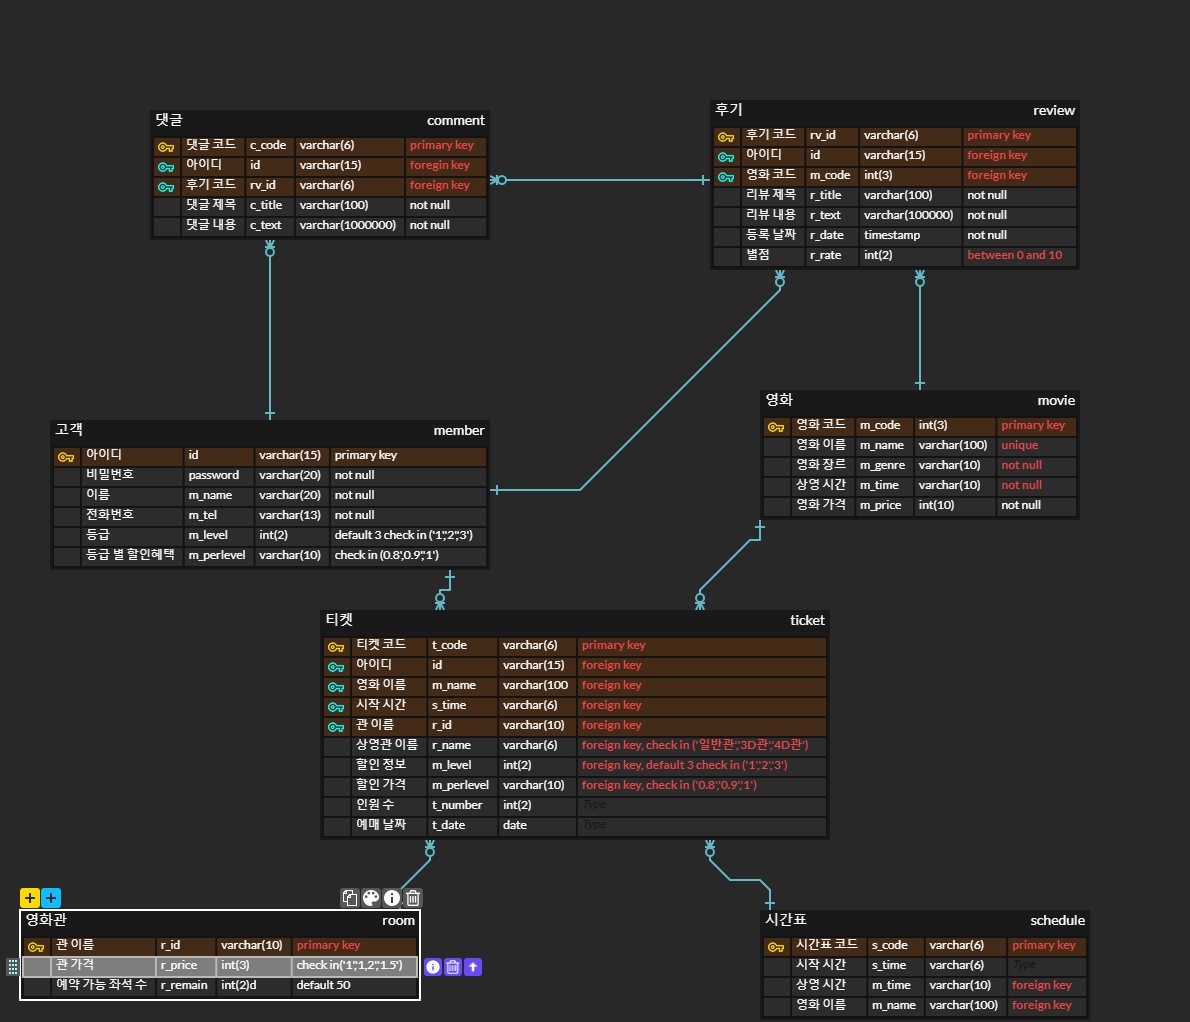 댓글 comment
댓글 코드 c_code varchar(6) primary key
아이디 id varchar(15) foregin key
후기 코드 rv_id varchar(6) foreign key
댓글 제목 c_title varchar(100) not null
댓글 내용 c_text varchar(1000000) not null
후기 review
후기 코드 rv_id varchar(6) primary key
아이디 id varchar(15) foreign key
영화 코드 m_code int(3) foreign key
리뷰 제목 r_title varchar(100) not null
리뷰 내용 r_text varchar(100000) not null
등록 날짜 r_date timestamp not null
별점 r_rate int(2) between 0 and 10
고객 member
아이디 id varchar(15) primary key
비밀번호 password varchar(20) not null
이름 m_name varchar(20) not null
전화번호 m_tel varchar(13) not null
등급 m_level int(2) default 3 check in ('1','2','3')
등급 별 할인혜택 m_perlevel varchar(10) check in (0.8',0.9','1')
영화 movie
영화 코드 m_code int(3) primary key
영화 이름 m_name varchar(100) unique
영화 장르 m_genre varchar(10) not null
상영 시간 m_time varchar(10) not null
영화 가격 m_price int(10) not null
티켓 ticket
티켓 코드 t_code varchar(6) primary key
아이디 id varchar(15) foreign key
영화 이름 m_name varchar(100 foreign key
시작 시간 s_time varchar(6) foreign key
관 이름 r_id varchar(10) foreign key
상영관 이름 r_name varchar(6) foreign key, check in ('일반관','3D관','4D관')
할인 정보 m_level int(2) foreign key, default 3 check in ('1','2','3')
할인 가격 m_perlevel varchar(10) foreign key, check in ('0.8','0.9','1')
인원 수 t_number int(2) Type
예매 날짜 t_date date Type
영화관 room
관 이름 r_id varchar(10) primary key
관 가격 r_price int(3) check in('1','1,2','1.5')
예약 가능 좌석 수 r_remain int(2)d default 50
시간표 schedule
시간표 코드 s_code varchar(6) primary key
시작 시간 s_time varchar(6) Type
상영 시간 m_time varchar(10) foreign key
영화 이름 m_name varchar(100) foreign key